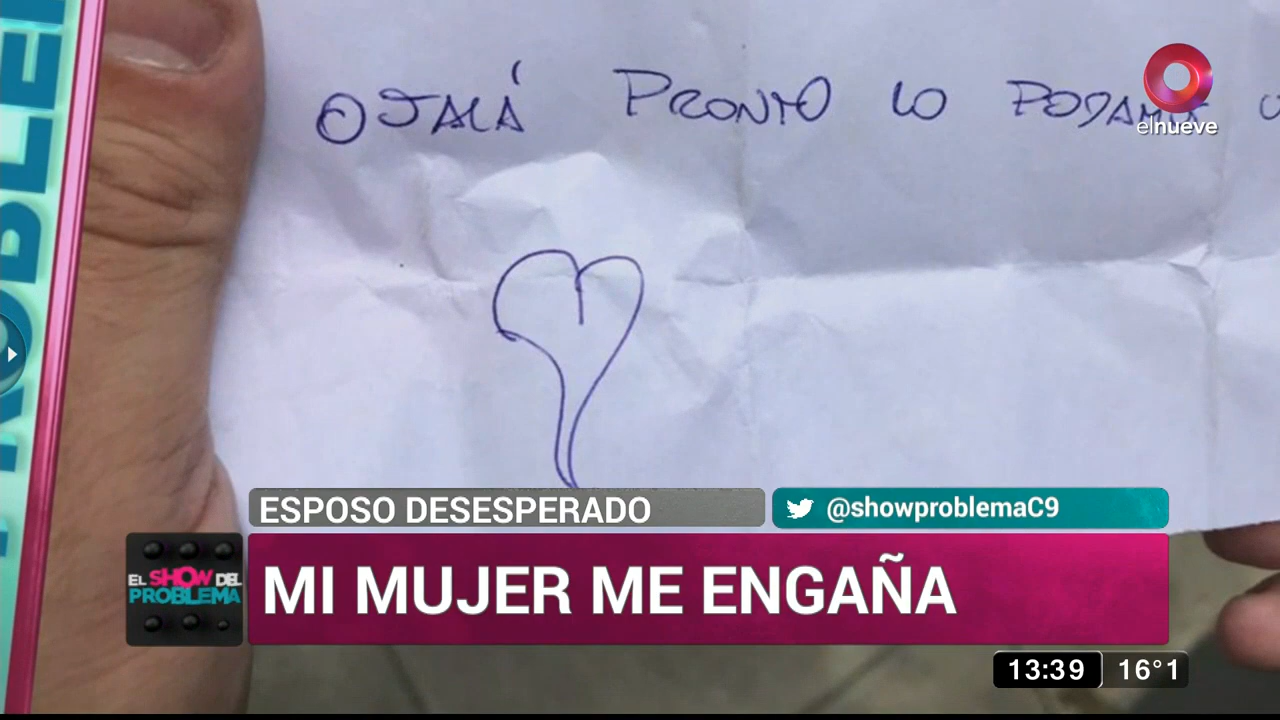 OJALÁ PRONTO LO PODAMOS
elnueve
ESPOSO DESESPERADO
@showproblemaC9
EL SHOW DEL
PROBLEMA
MI MUJER ME ENGAÑA
13:39 16°1